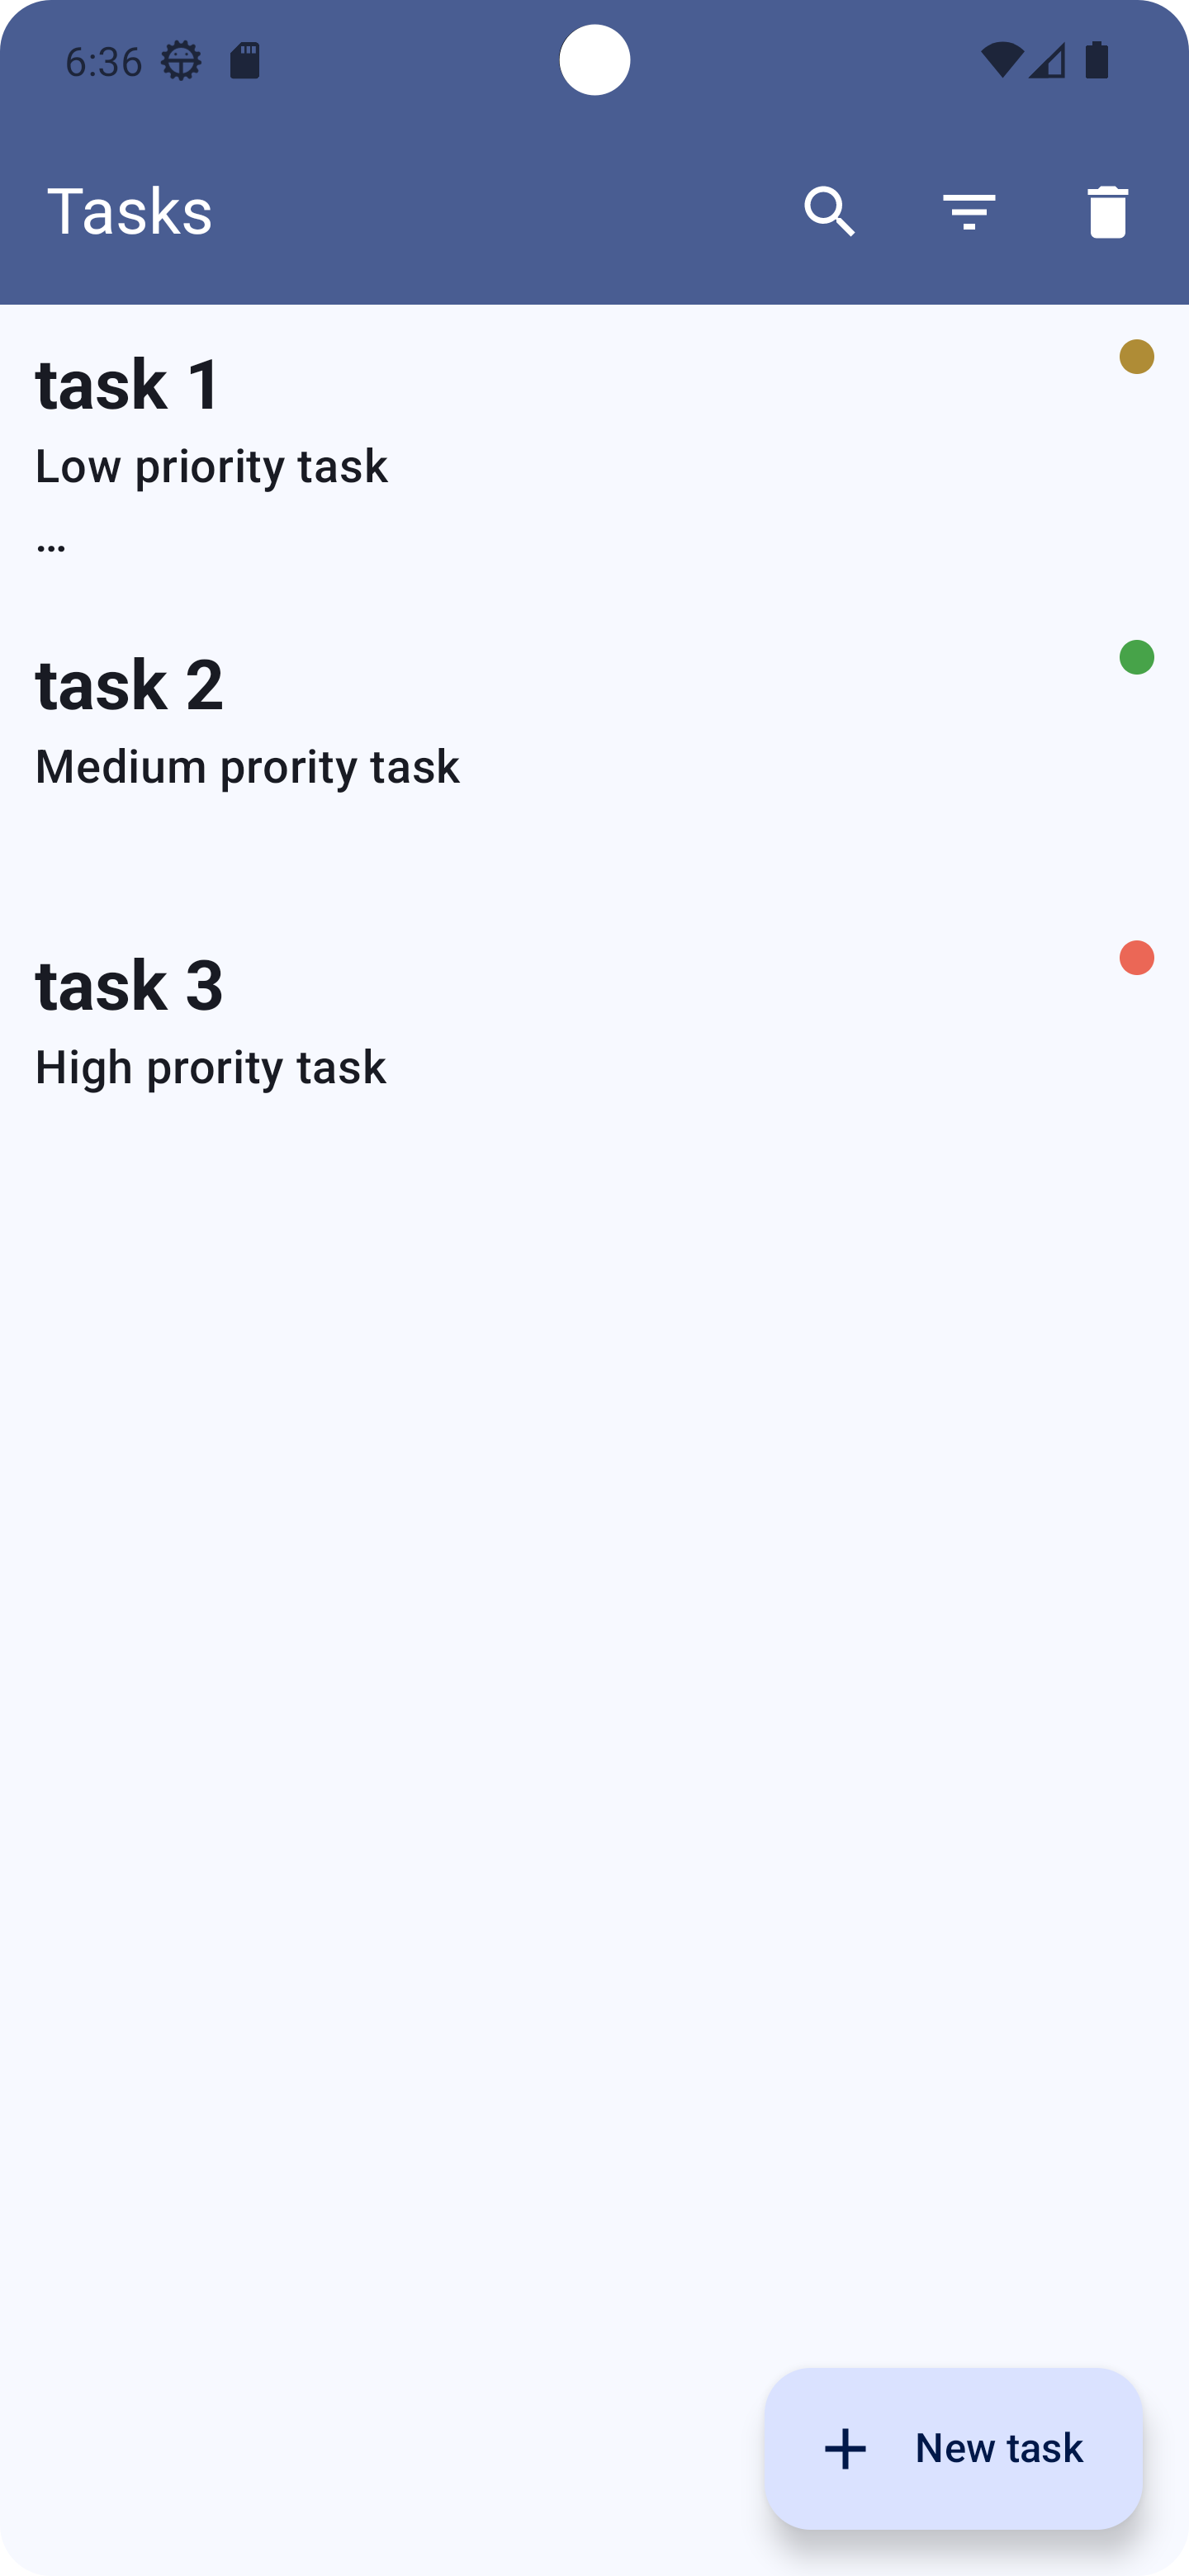 6:36
Tasks
task 1
Low priority task
…
task 2
Medium prority task
task 3
High prority task
New task